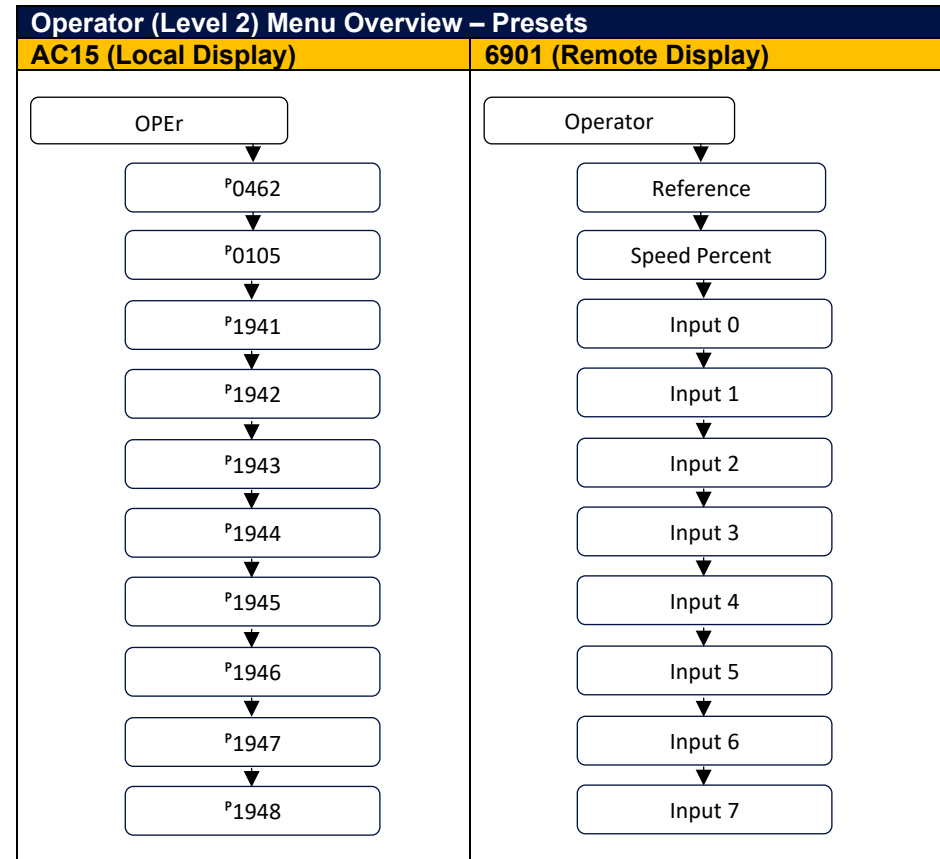 Operator (Level 2) Menu Overview – Presets
AC15 (Local Display)
6901 (Remote Display)
OPEr
Operator
ᴾ0462
Reference
ᴾ0105
Speed Percent
ᴾ1941
Input 0
ᴾ1942
Input 1
ᴾ1943
Input 2
ᴾ1944
Input 3
ᴾ1945
Input 4
ᴾ1946
Input 5
ᴾ1947
Input 6
ᴾ1948
Input 7